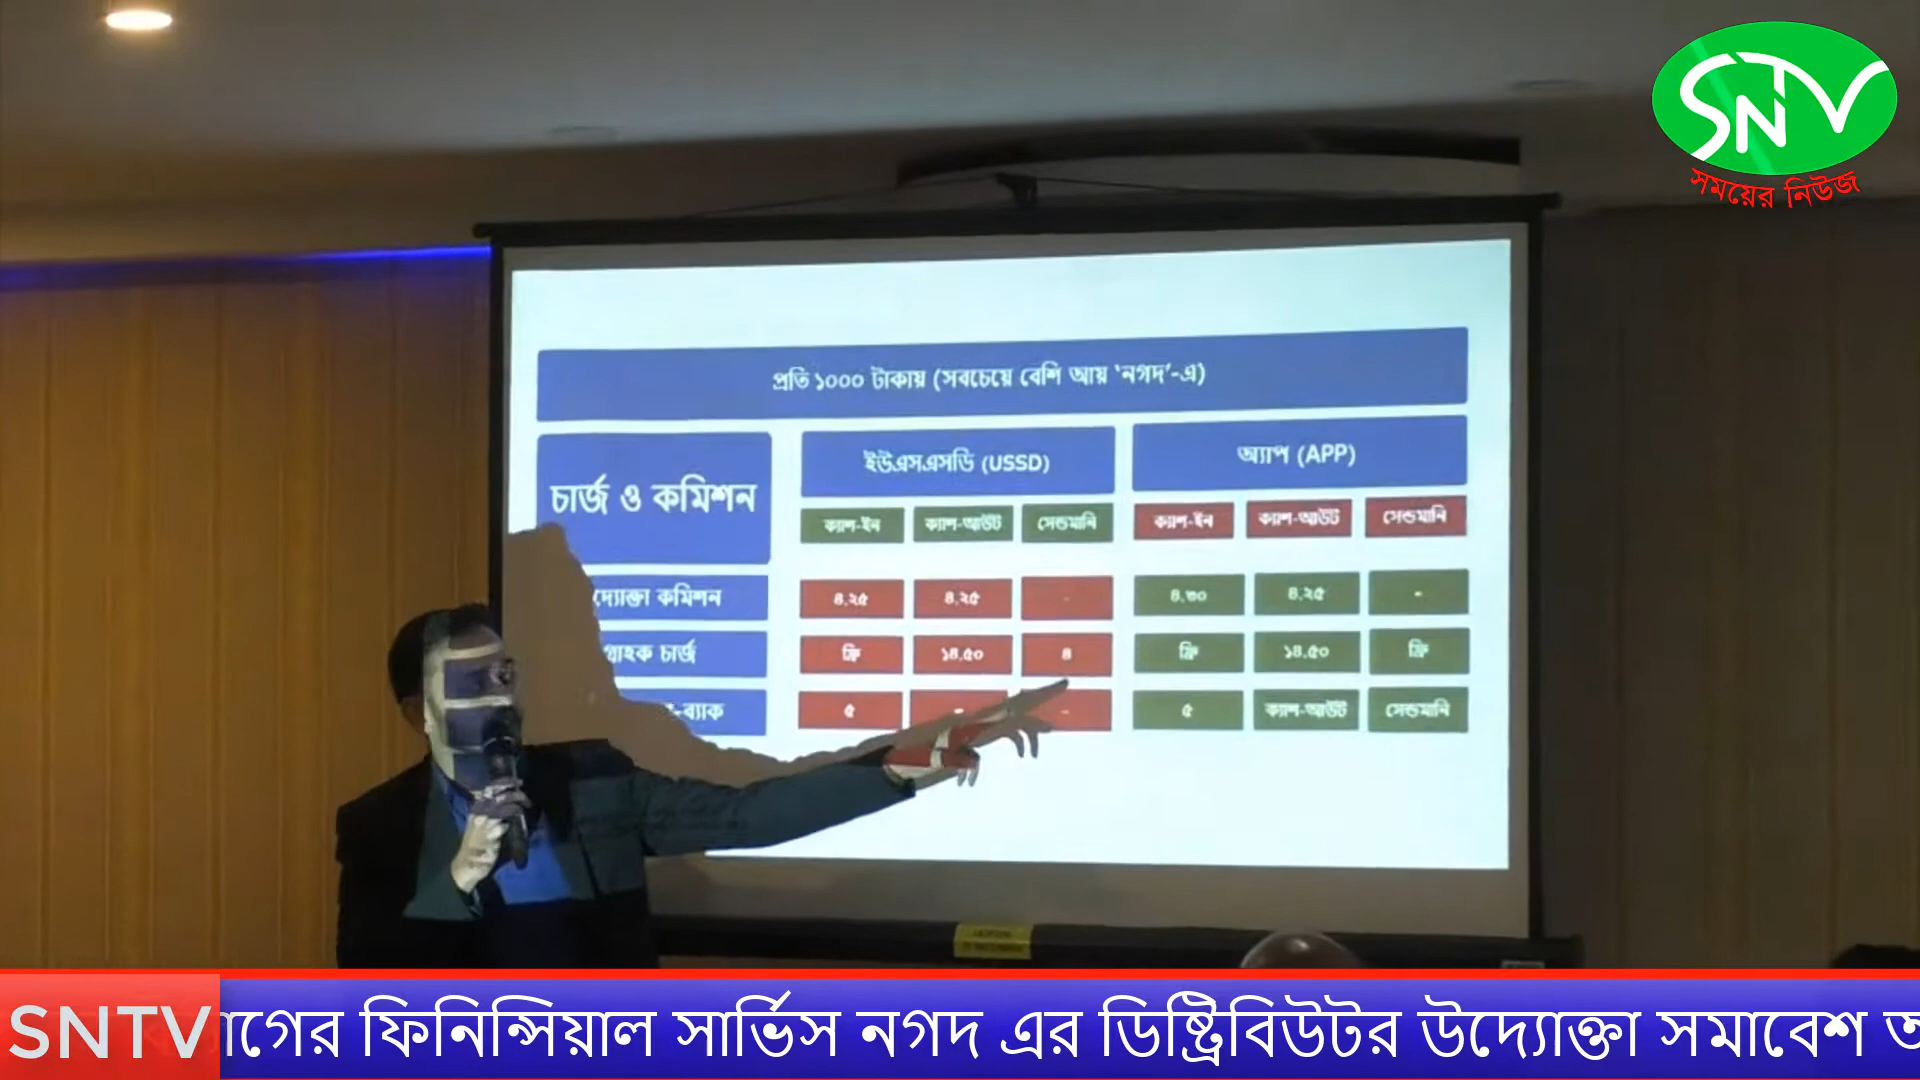 SNTV
সময়ের নিউজ
প্রতি ১০০০ টাকায় (সবচেয়ে বেশি আয় 'নগদ'-এ)
চার্জ ও কমিশন
ইউএসএসডি (USSD)
অ্যাপ (APP)
ক্যাশ-ইন ক্যাশ-আউট সেন্ডমানি ক্যাশ-ইন ক্যাশ-আউট সেন্ডমানি
দ্যোক্তা কমিশন ৪.২৫ ৪.২৫ - ৪.৩০ ৪.২৫ -
গ্রাহক চার্জ ফ্রি ১৪.৫০ ৪ ফ্রি ১৪.৫০ ফ্রি
-ব্যাক ৫ - - ৫ ক্যাশ-আউট সেন্ডমানি
SNTV গের ফিনিন্সিয়াল সার্ভিস নগদ এর ডিষ্ট্রিবিউটর উদ্যোক্তা সমাবেশ অ